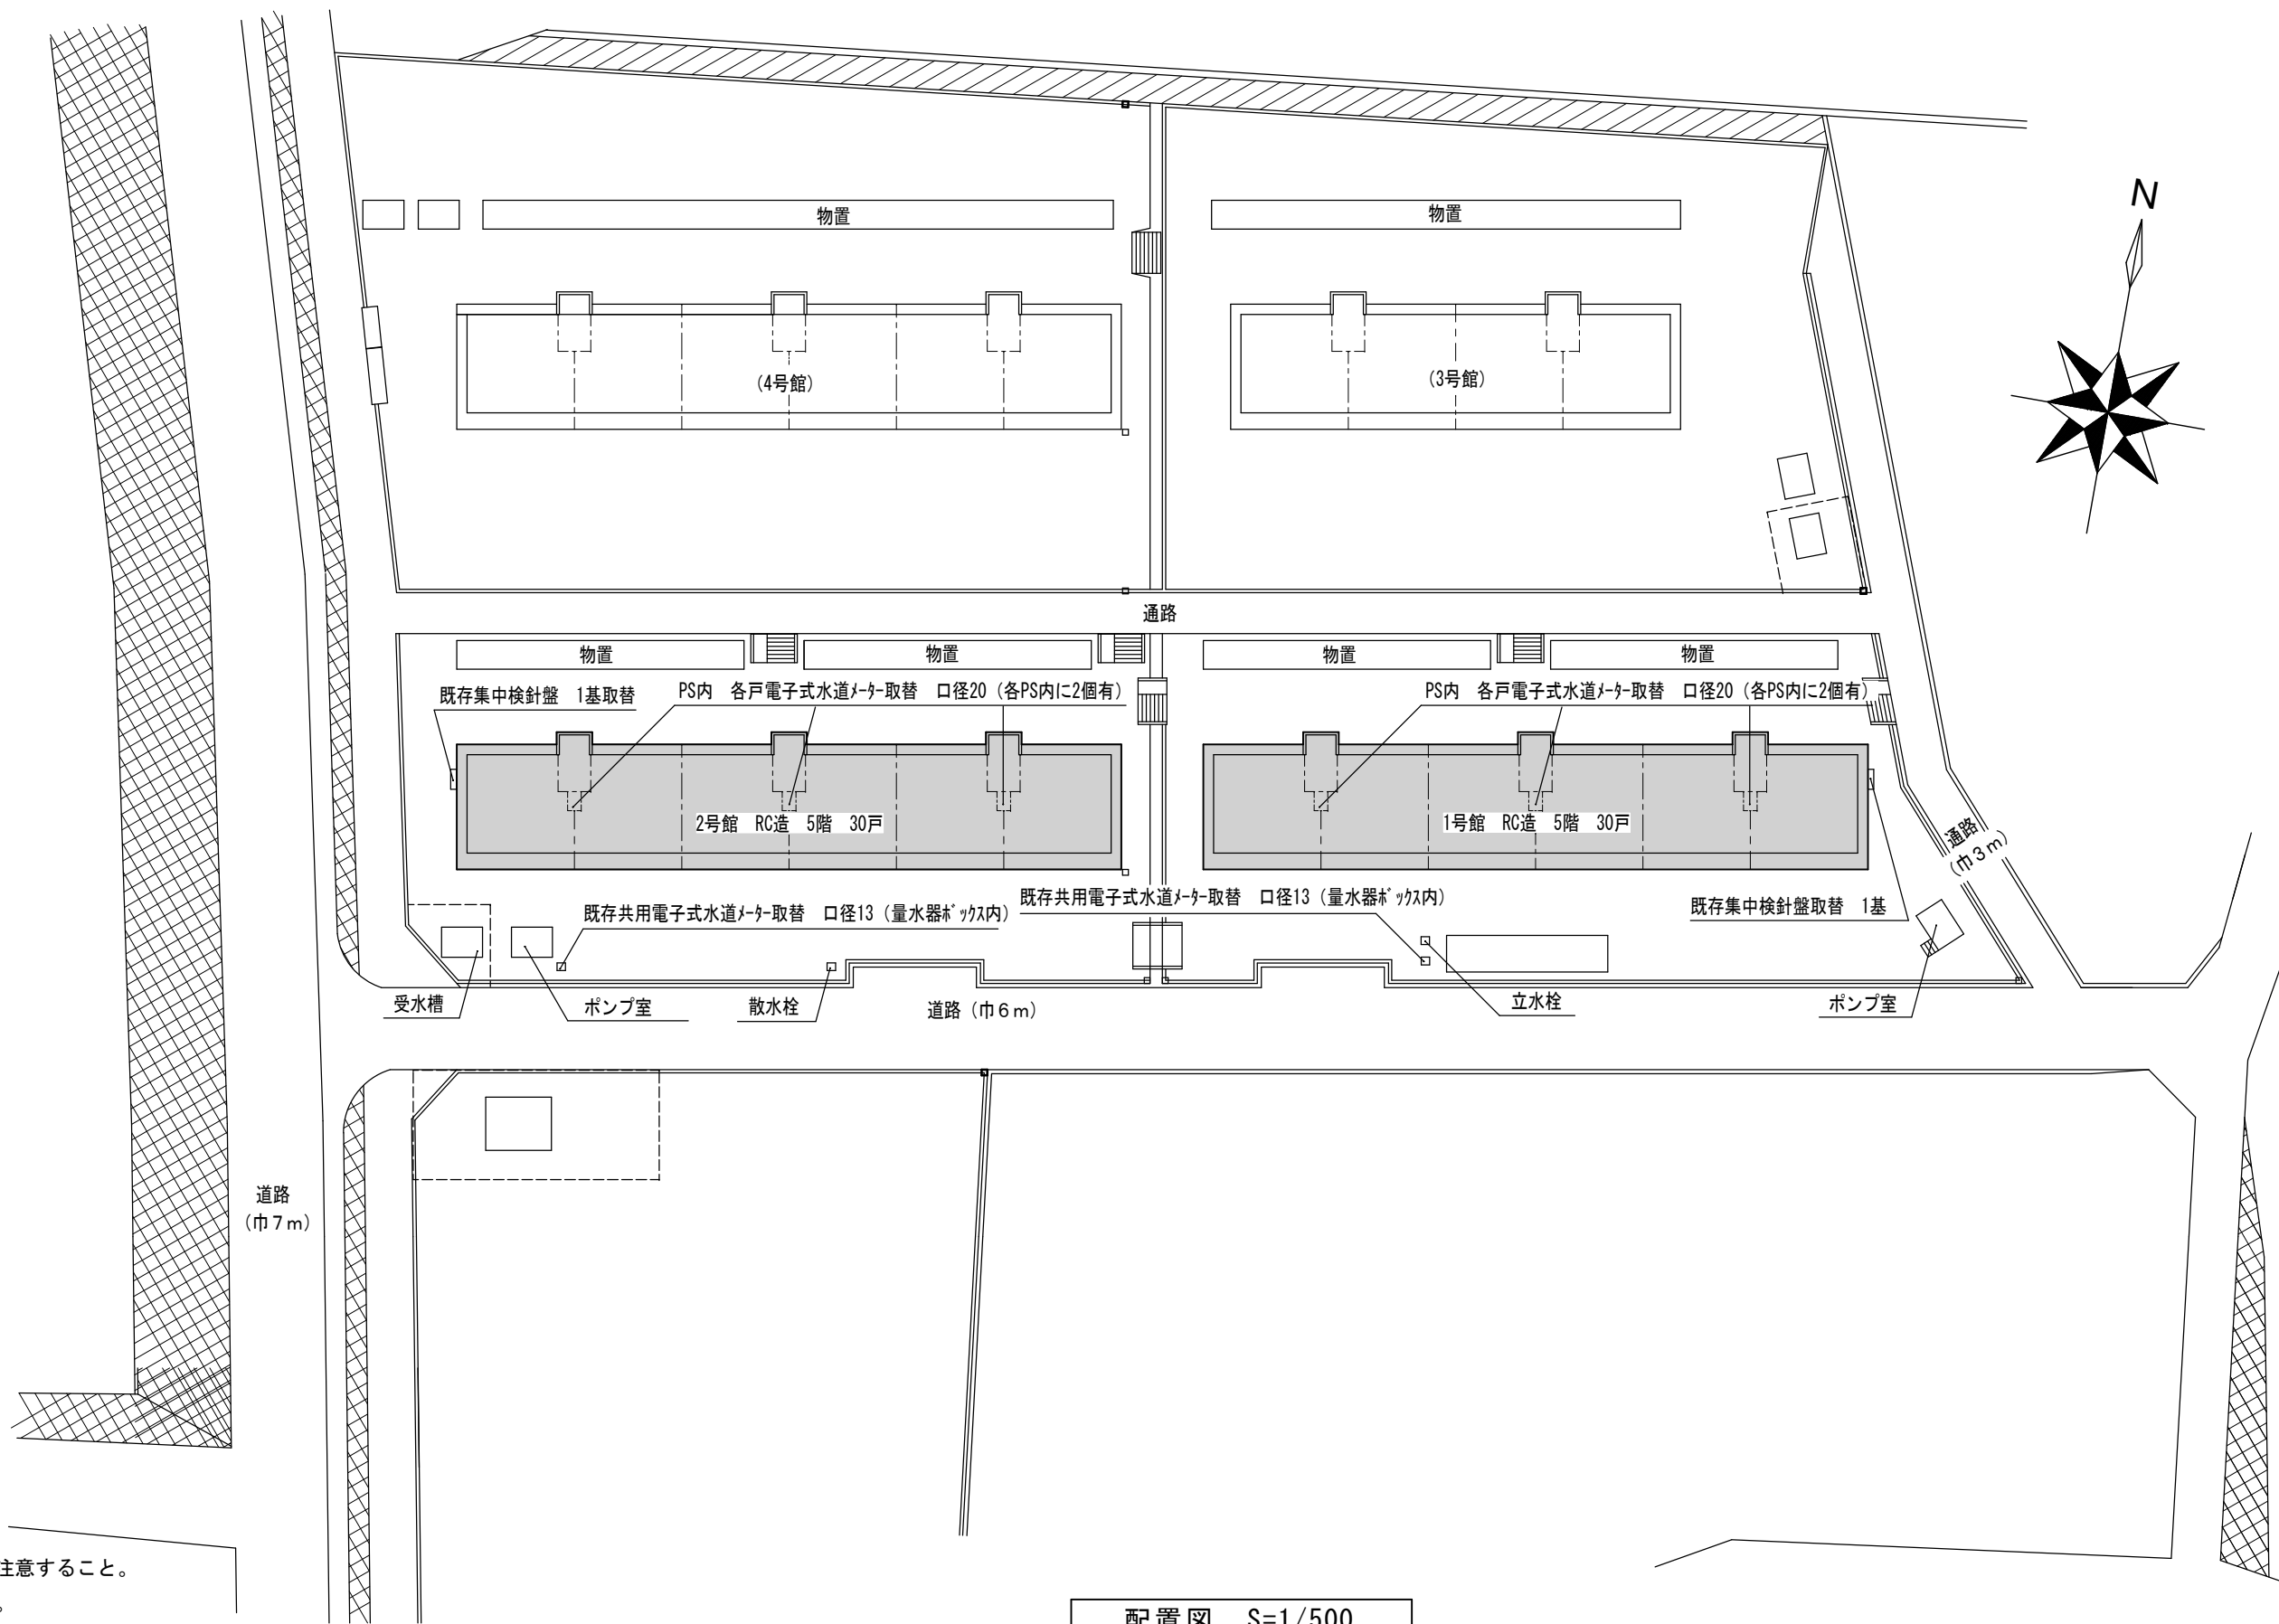 N
物置
物置
(4号館)
(3号館)
通路
物置
物置
物置
物置
既存集中検針盤 1基取替
PS内 各戸電子式水道ﾒｰﾀｰ取替 口径20（各PS内に2個有）
PS内 各戸電子式水道ﾒｰﾀｰ取替 口径20（各PS内に2個有）
2号館 RC造 5階 30戸
1号館 RC造 5階 30戸
通路
(巾３ｍ)
既存共用電子式水道ﾒｰﾀｰ取替 口径13（量水器ﾎﾞｯｸｽ内）
既存共用電子式水道ﾒｰﾀｰ取替 口径13（量水器ﾎﾞｯｸｽ内）
既存集中検針盤取替 1基
受水槽
ポンプ室
散水栓
道路（巾６ｍ）
立水栓
ポンプ室
道路
（巾７ｍ）
注意すること。
。
配置図 S=1/500